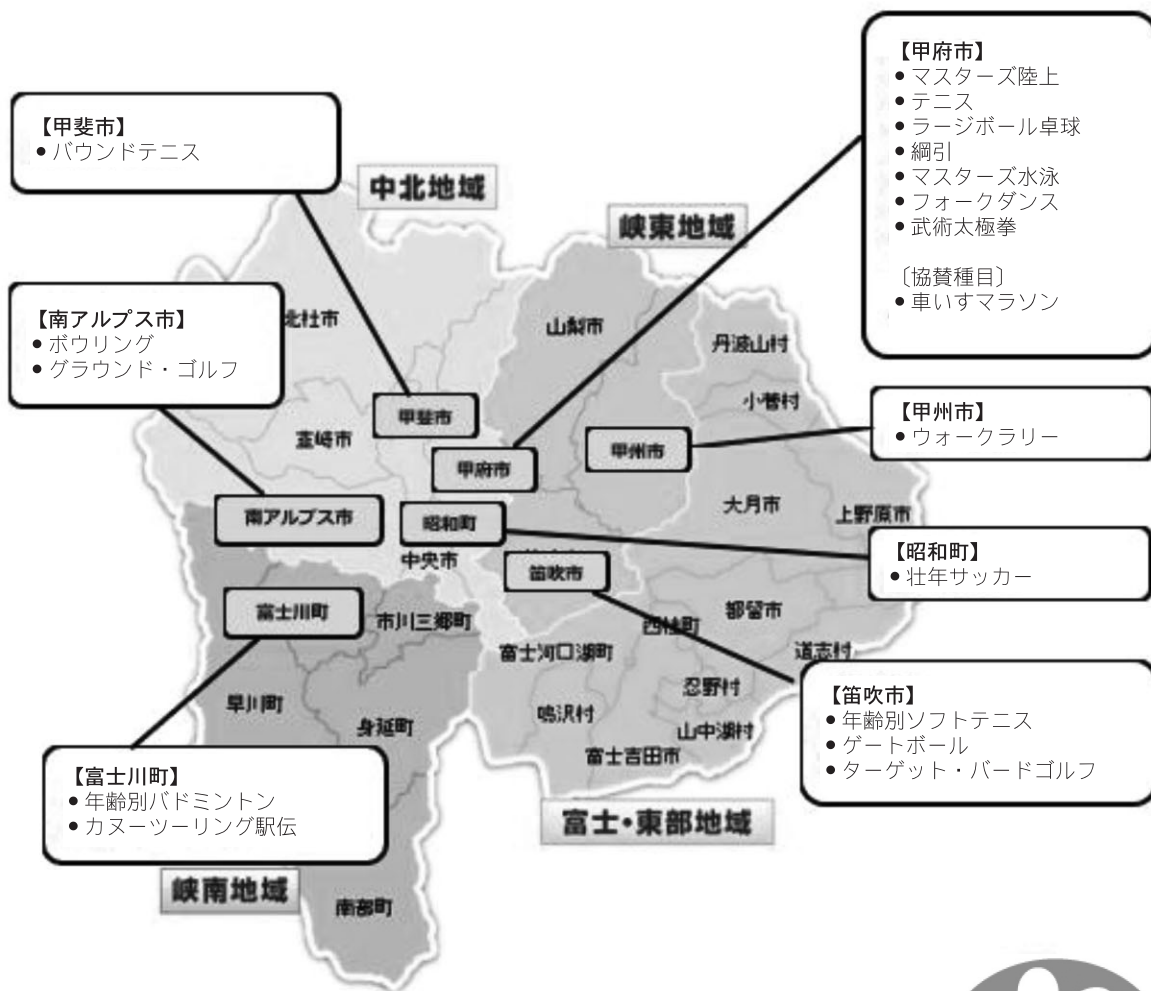 【甲府市】
●マスターズ陸上
●テニス
●ラージボール卓球
●綱引
●マスターズ水泳
●フォークダンス
●武術太極拳
〔協賛種目〕
●車いすマラソン
【甲斐市】
●バウンドテニス
中北地域
峡東地域
【南アルプス市】
●ボウリング
●グラウンド・ゴルフ
北杜市
山梨市
丹波山村
小菅村
甲斐市
韮崎市
甲府市
甲州市
【甲州市】
●ウォークラリー
南アルプス市
昭和町
大月市
上野原市
中央市
笛吹市
【昭和町】
●壮年サッカー
富士川町
市川三郷町
都留市
西桂町
富士河口湖町
道志村
早川町
身延町
鳴沢村
忍野村
山中湖村
富士吉田市
【笛吹市】
●年齢別ソフトテニス
●ゲートボール
●ターゲット・バードゴルフ
【富士川町】
●年齢別バドミントン
●カヌーツーリング駅伝
富士・東部地域
峡南地域
南部町